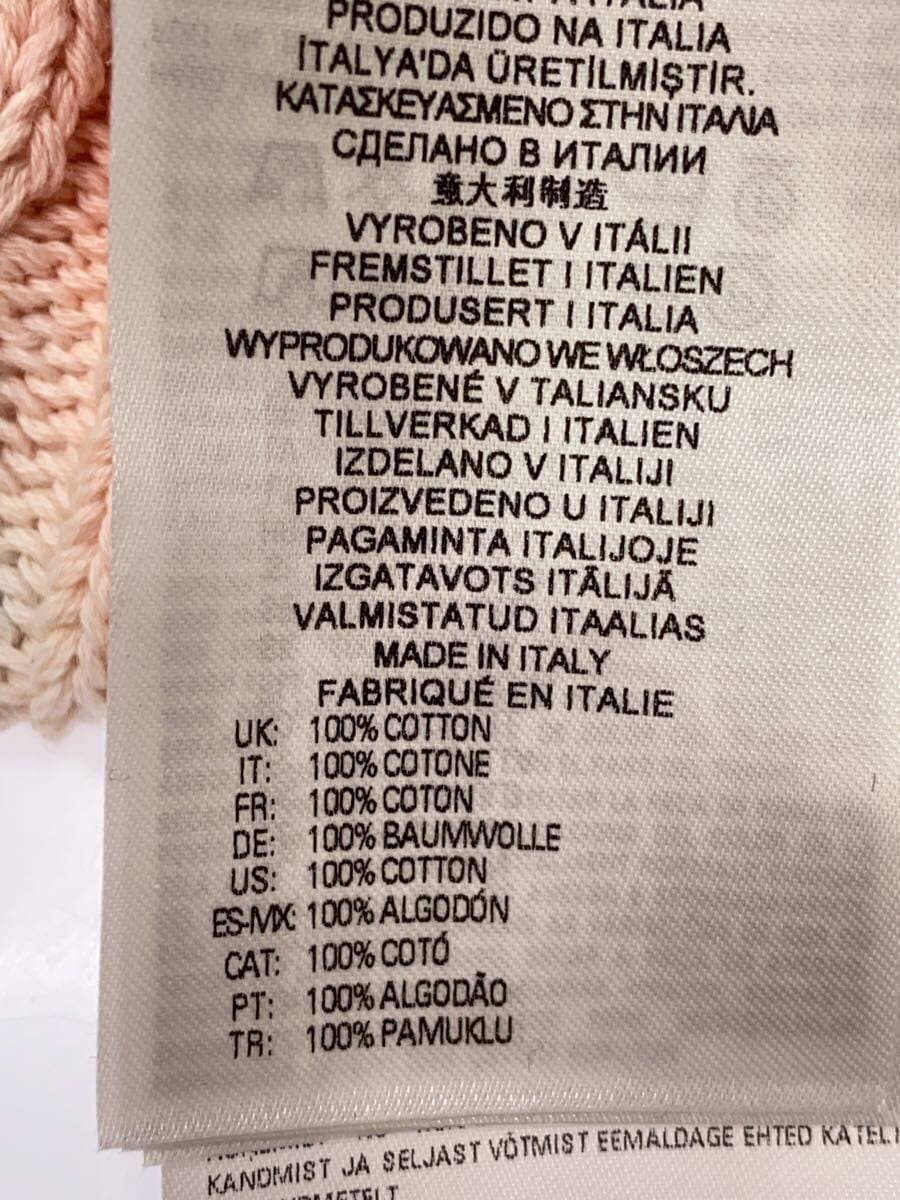 ITALIA
PRODUZIDO NA ITALIA
İTALYA'DA ÜRETİLMİŞTİR.
ΚΑΤΑΣΚΕΥΑΣΜΕΝΟ ΣΤΗΝ ΙΤΑΛΙΑ
СДЕЛАНО В ИТАЛИИ
意大利制造
VYROBENO V ITÁLII
FREMSTILLET I ITALIEN
PRODUSERT I ITALIA
WYPRODUKOWANO WE WŁOSZECH
VYROBENÉ V TALIANSKU
TILLVERKAD I ITALIEN
IZDELANO V ITALIJI
PROIZVEDENO U ITALIJI
PAGAMINTA ITALIJOJE
IZGATAVOTS ITĀLIJĀ
VALMISTATUD ITAALIAS
MADE IN ITALY
FABRIQUÉ EN ITALIE
UK: 100% COTTON
IT: 100% COTONE
FR: 100% COTON
DE: 100% BAUMWOLLE
US: 100% COTTON
ES-MX: 100% ALGODÓN
CAT: 100% COTÓ
PT: 100% ALGODÃO
TR: 100% PAMUKLU
KANDMIST JA SELJAST VÕTMIST EEMALDAGE EHTED